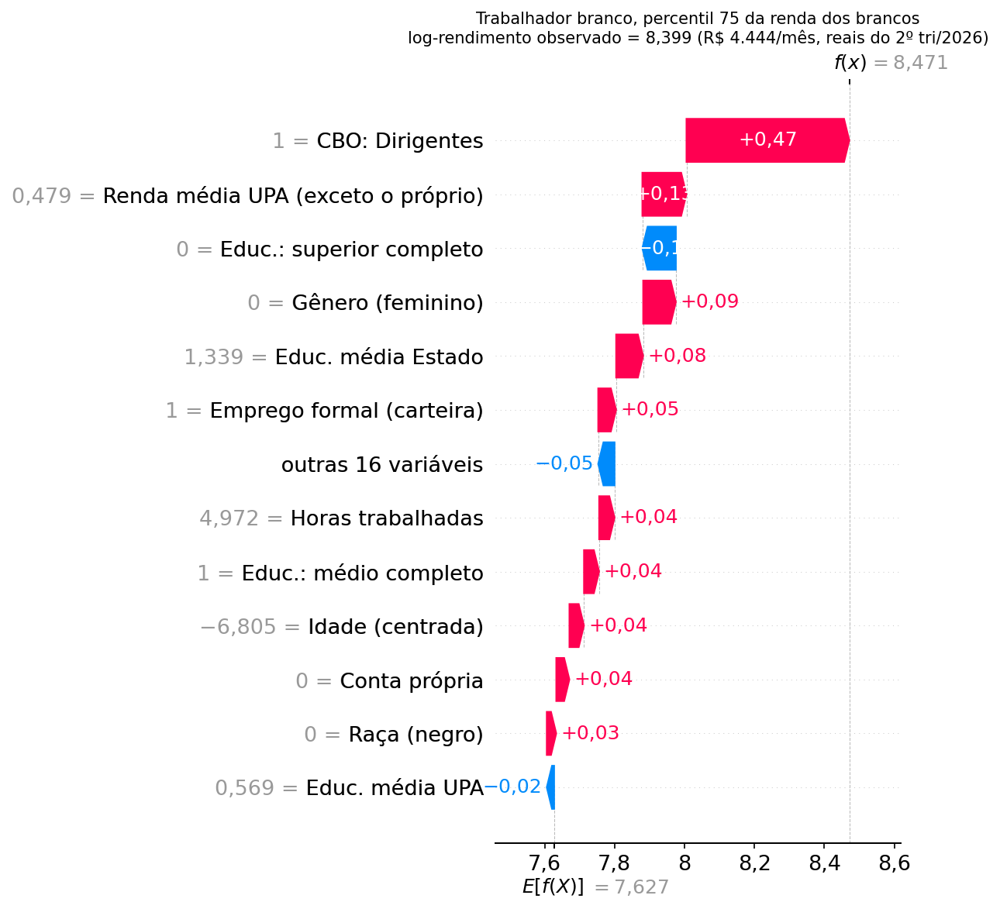 Trabalhador branco, percentil 75 da renda dos brancos
log-rendimento observado = 8,399 (R$ 4.444/mês, reais do 2º tri/2026)
f(x) = 8,471
1 = CBO: Dirigentes +0,47
0,479 = Renda média UPA (exceto o próprio) +0,13
0 = Educ.: superior completo −0,1
0 = Gênero (feminino) +0,09
1,339 = Educ. média Estado +0,08
1 = Emprego formal (carteira) +0,05
outras 16 variáveis −0,05
4,972 = Horas trabalhadas +0,04
1 = Educ.: médio completo +0,04
−6,805 = Idade (centrada) +0,04
0 = Conta própria +0,04
0 = Raça (negro) +0,03
0,569 = Educ. média UPA −0,02
7,6 7,8 8 8,2 8,4 8,6
E[f(X)] = 7,627